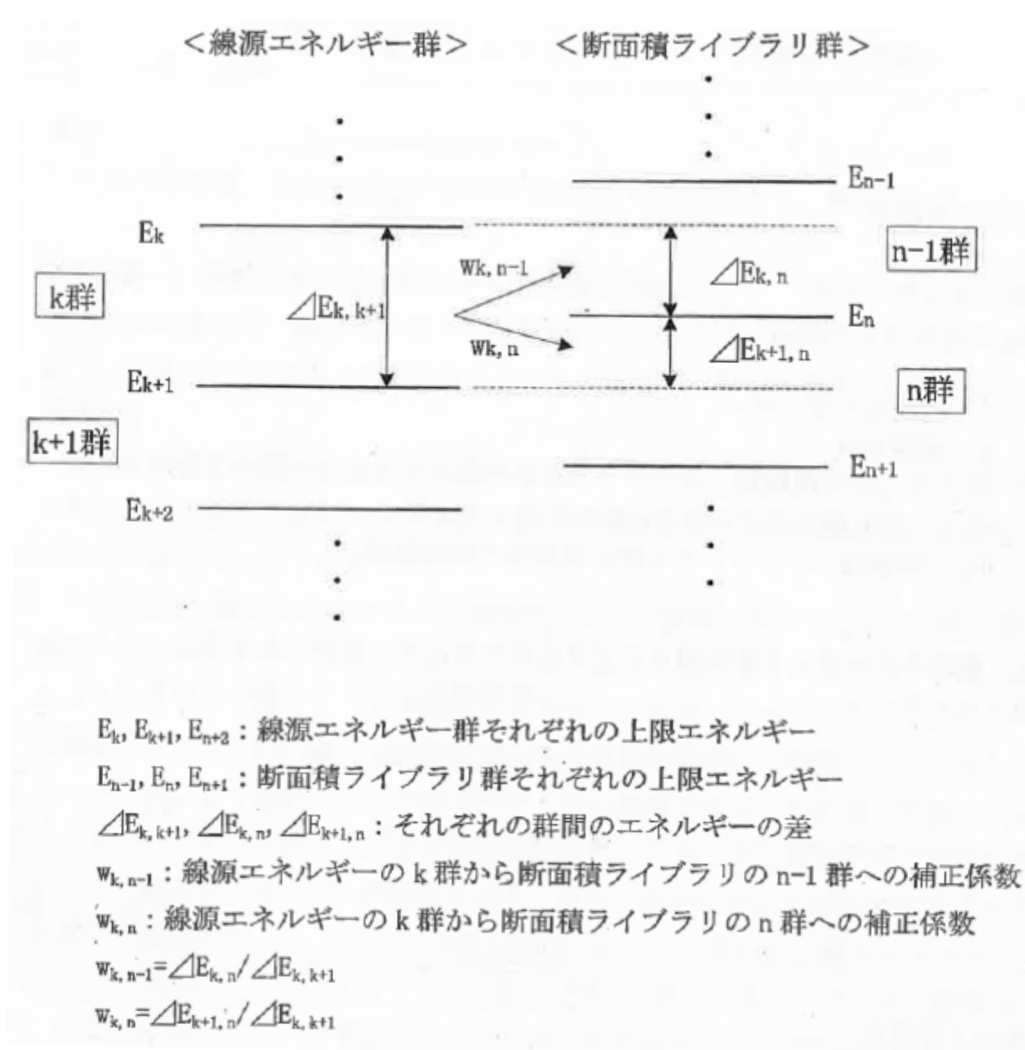 <線源エネルギー群> <断面積ライブラリ群>
En-1
Ek
n-1群
Wk, n-1
⊿Ek, n
k群
⊿Ek, k+1
En
Wk, n
⊿Ek+1, n
Ek+1
n群
k+1群
En+1
Ek+2
Ek, Ek+1, En+2：線源エネルギー群それぞれの上限エネルギー
En-1, En, En+1：断面積ライブラリ群それぞれの上限エネルギー
⊿Ek, k+1, ⊿Ek, n, ⊿Ek+1, n：それぞれの群間のエネルギーの差
wk, n-1：線源エネルギーの k 群から断面積ライブラリの n-1 群への補正係数
wk, n：線源エネルギーの k 群から断面積ライブラリの n 群への補正係数
wk, n-1=⊿Ek, n/⊿Ek, k+1
wk, n=⊿Ek+1, n/⊿Ek, k+1